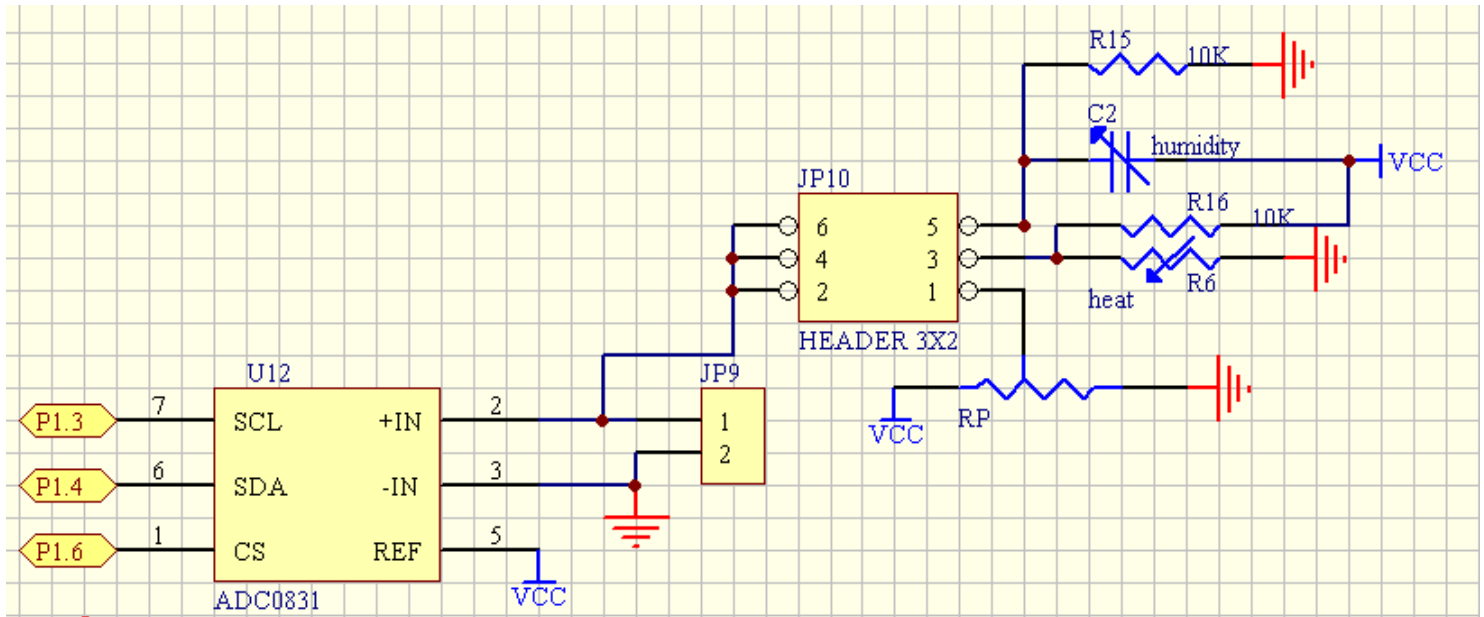 R15
10K
C2
humidity
VCC
JP10
R16
10K
6 5
4 3
2 1
R6
heat
HEADER 3X2
U12
JP9
RP
VCC
P1.3 7 SCL +IN 2 1
2
P1.4 6 SDA -IN 3
P1.6 1 CS REF 5
VCC
ADC0831